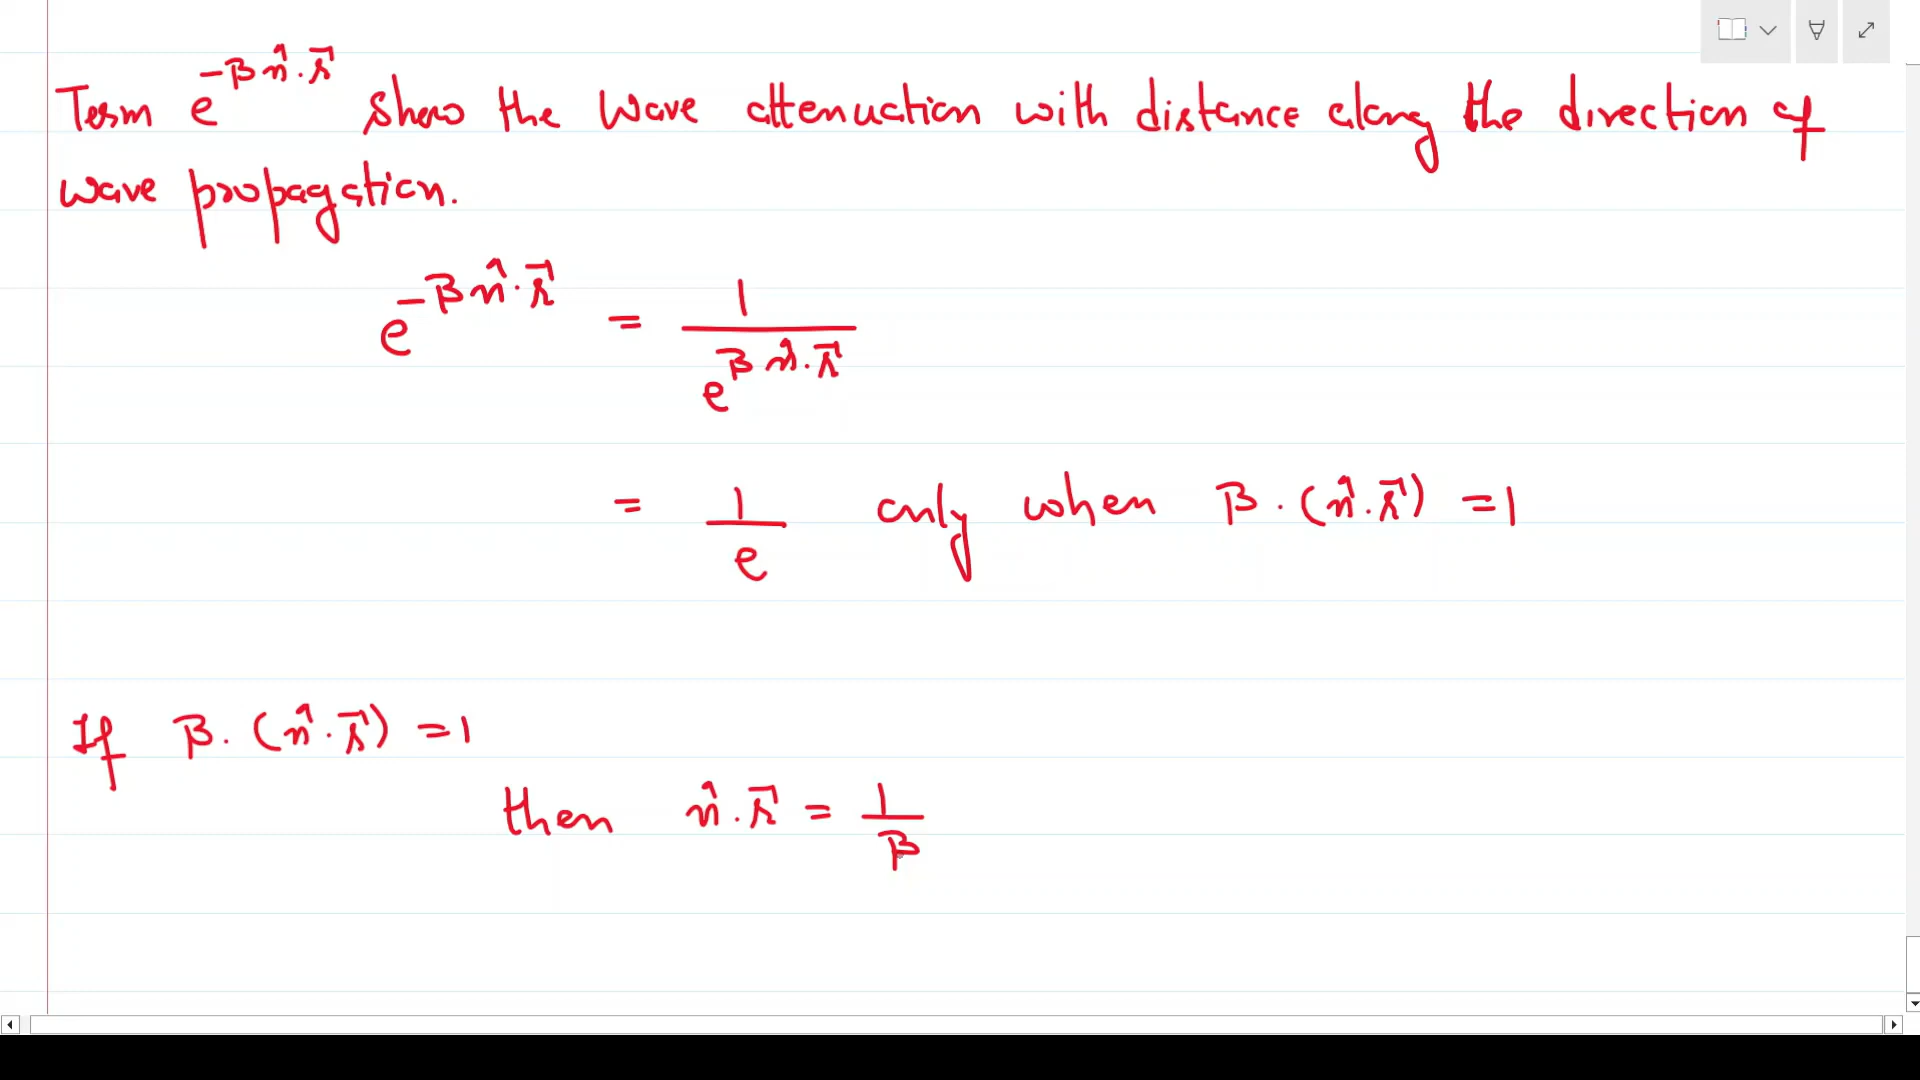 Term e^{-β n̂·r⃗} show the wave attenuation with distance along the direction of
wave propagation.
e^{-β n̂·r⃗} = 1 / e^{β n̂·r⃗}
= 1/e only when β·(n̂·r⃗) = 1
If β·(n̂·r⃗) = 1
then n̂·r⃗ = 1/β